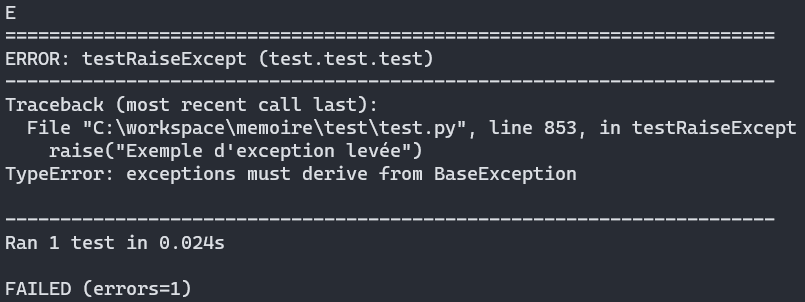 E
======================================================================
ERROR: testRaiseExcept (test.test.test)
----------------------------------------------------------------------
Traceback (most recent call last):
  File "C:\workspace\memoire\test\test.py", line 853, in testRaiseExcept
    raise("Exemple d'exception levée")
TypeError: exceptions must derive from BaseException

----------------------------------------------------------------------
Ran 1 test in 0.024s

FAILED (errors=1)